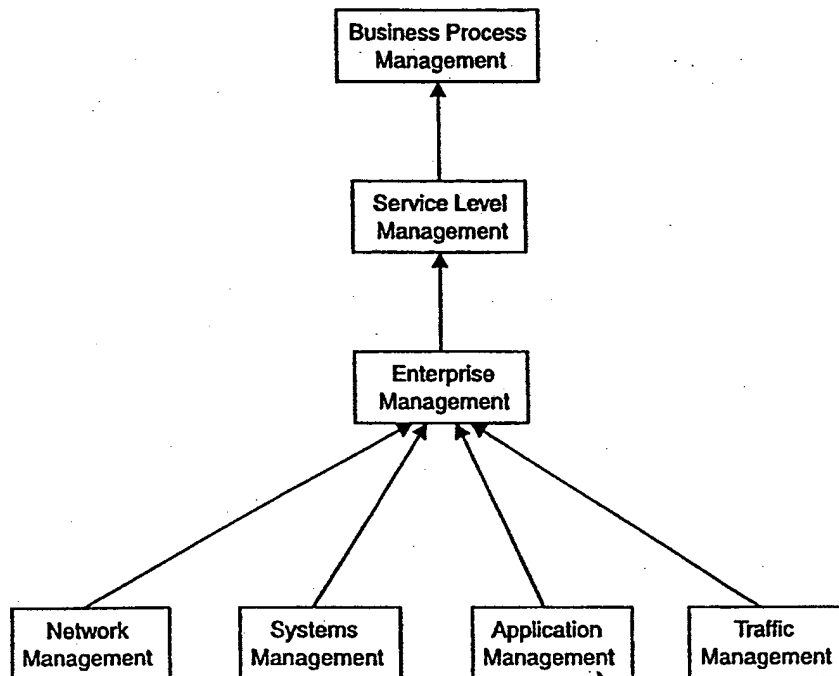 Business Process
Management
Service Level
Management
Enterprise
Management
Network
Management
Systems
Management
Application
Management
Traffic
Management